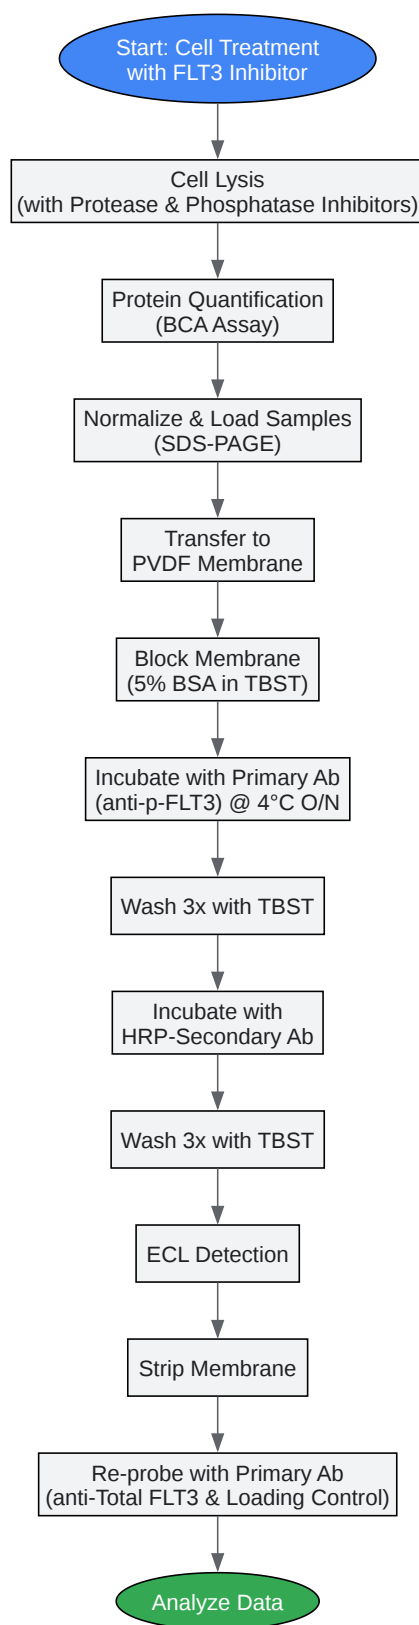 Start: Cell Treatment
with FLT3 Inhibitor
Cell Lysis
(with Protease & Phosphatase Inhibitors)
Protein Quantification
(BCA Assay)
Normalize & Load Samples
(SDS-PAGE)
Transfer to
PVDF Membrane
Block Membrane
(5% BSA in TBST)
Incubate with Primary Ab
(anti-p-FLT3) @ 4°C O/N
Wash 3x with TBST
Incubate with
HRP-Secondary Ab
Wash 3x with TBST
ECL Detection
Strip Membrane
Re-probe with Primary Ab
(anti-Total FLT3 & Loading Control)
Analyze Data